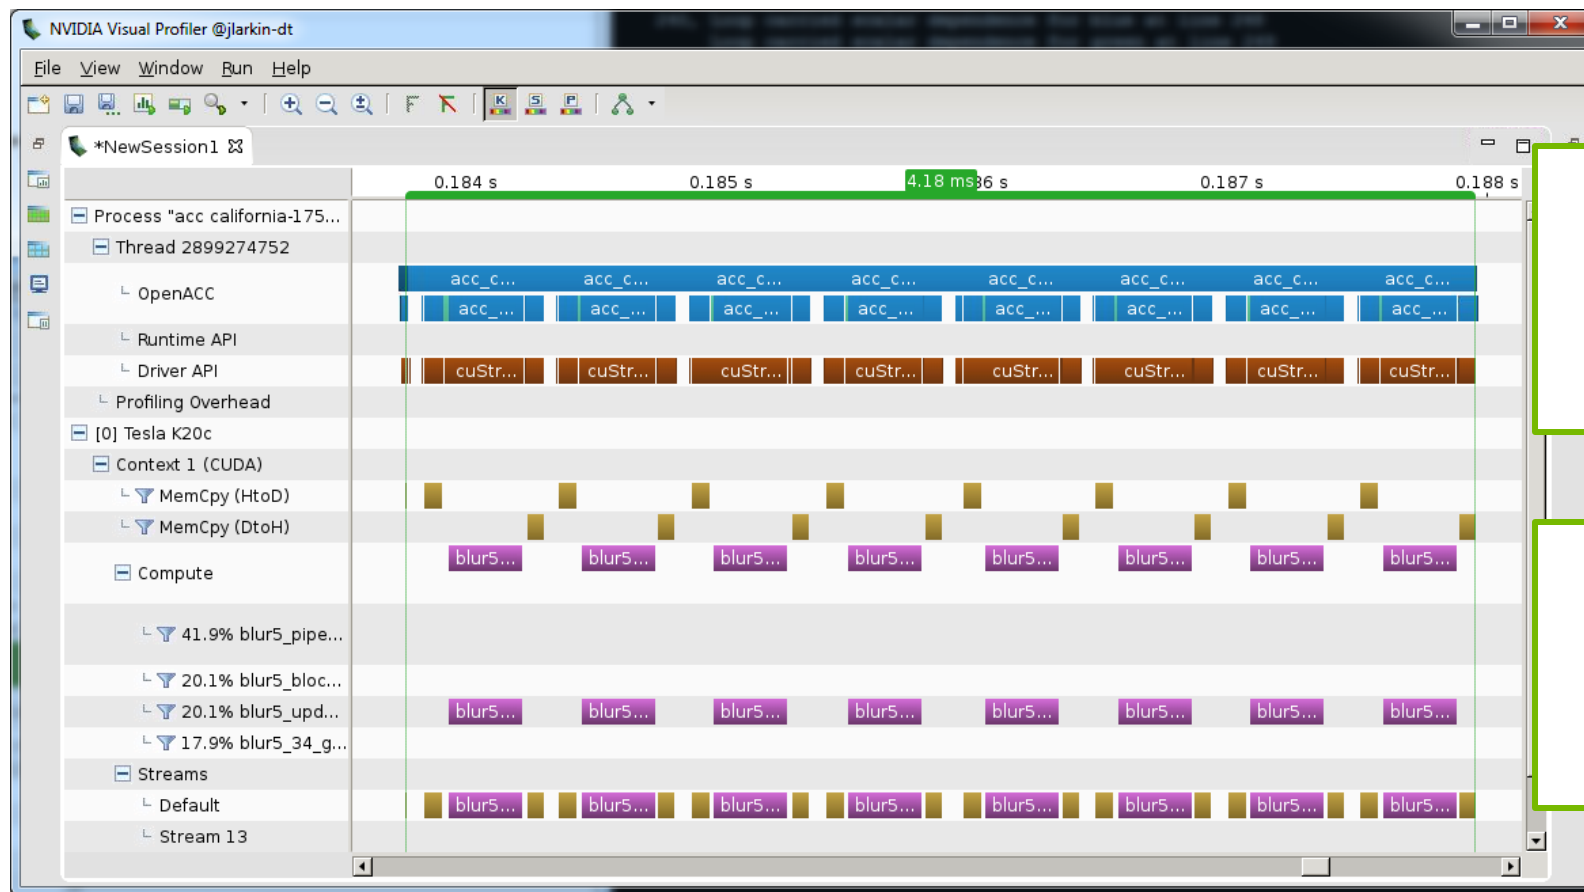 NVIDIA Visual Profiler @jlarkin-dt
File View Window Run Help
*NewSession1
0.184 s 0.185 s 4.18 ms 36 s 0.187 s 0.188 s
Process "acc california-175...
Thread 2899274752
acc_c... acc_c... acc_c... acc_c... acc_c... acc_c... acc_c... acc_c...
OpenACC
acc_... acc_... acc_... acc_... acc_... acc_... acc_... acc_...
Runtime API
Driver API cuStr... cuStr... cuStr... cuStr... cuStr... cuStr... cuStr... cuStr...
Profiling Overhead
[0] Tesla K20c
Context 1 (CUDA)
MemCpy (HtoD)
MemCpy (DtoH)
blur5... blur5... blur5... blur5... blur5... blur5... blur5... blur5...
Compute
41.9% blur5_pipe...
20.1% blur5_bloc...
20.1% blur5_upd... blur5... blur5... blur5... blur5... blur5... blur5... blur5... blur5...
17.9% blur5_34_g...
Streams
Default blur5... blur5... blur5... blur5... blur5... blur5... blur5... blur5...
Stream 13